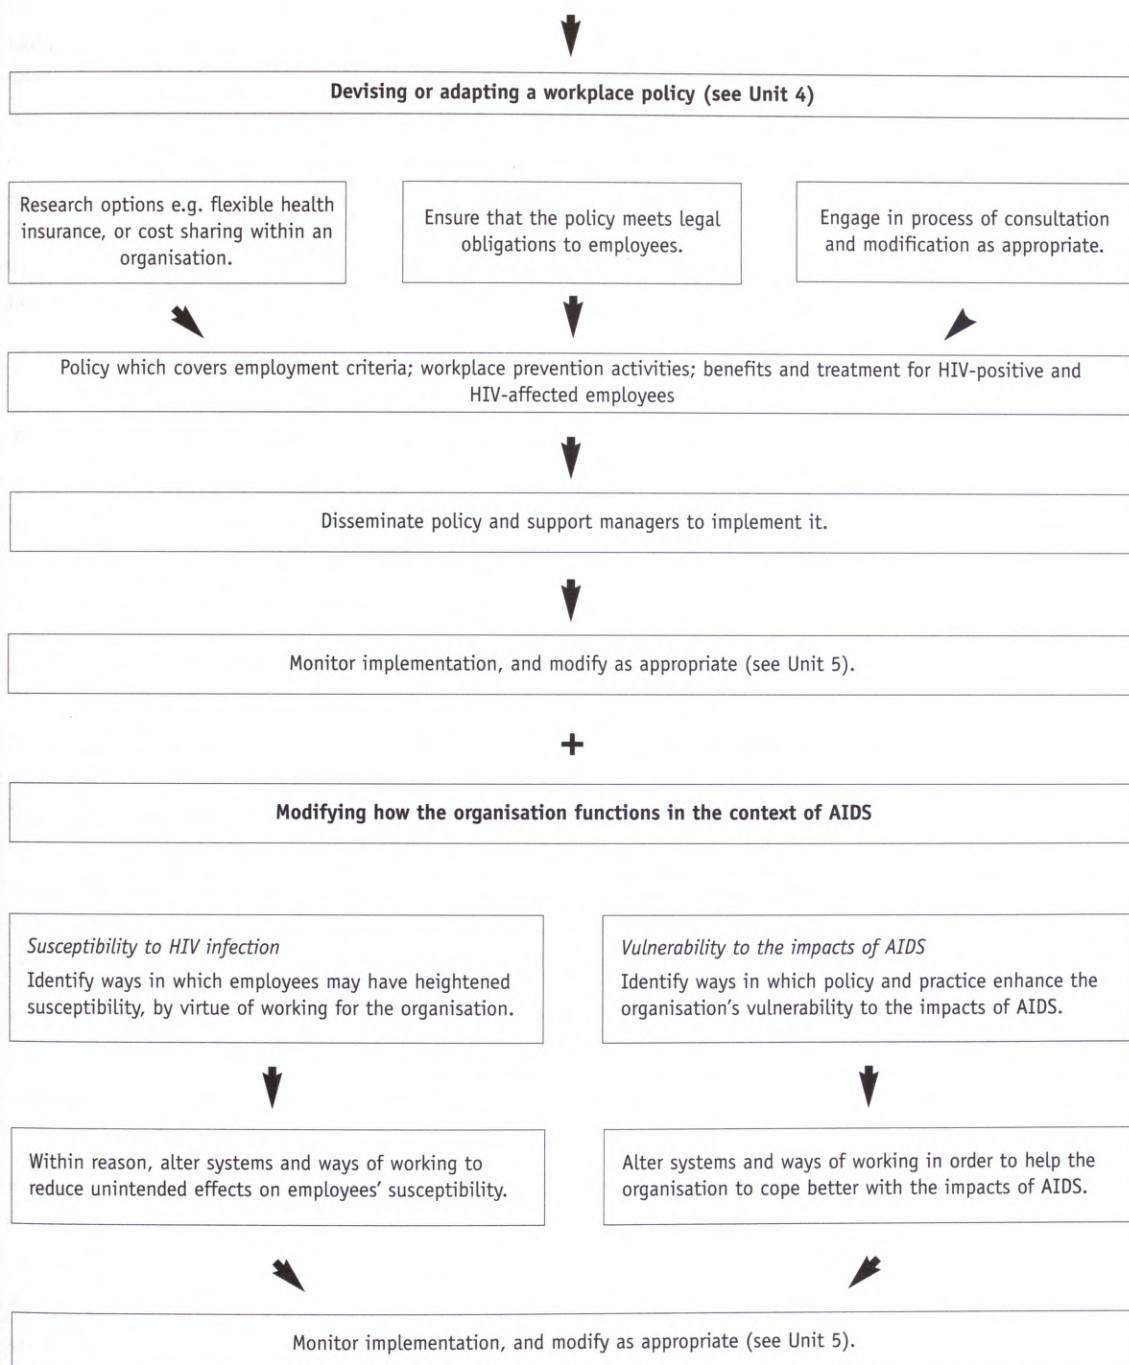 Devising or adapting a workplace policy (see Unit 4)
Research options e.g. flexible health
insurance, or cost sharing within an
organisation.
Ensure that the policy meets legal
obligations to employees.
Engage in process of consultation
and modification as appropriate.
Policy which covers employment criteria; workplace prevention activities; benefits and treatment for HIV-positive and
HIV-affected employees
Disseminate policy and support managers to implement it.
Monitor implementation, and modify as appropriate (see Unit 5).
+
Modifying how the organisation functions in the context of AIDS
Susceptibility to HIV infection
Identify ways in which employees may have heightened
susceptibility, by virtue of working for the organisation.
Vulnerability to the impacts of AIDS
Identify ways in which policy and practice enhance the
organisation's vulnerability to the impacts of AIDS.
Within reason, alter systems and ways of working to
reduce unintended effects on employees' susceptibility.
Alter systems and ways of working in order to help the
organisation to cope better with the impacts of AIDS.
Monitor implementation, and modify as appropriate (see Unit 5).